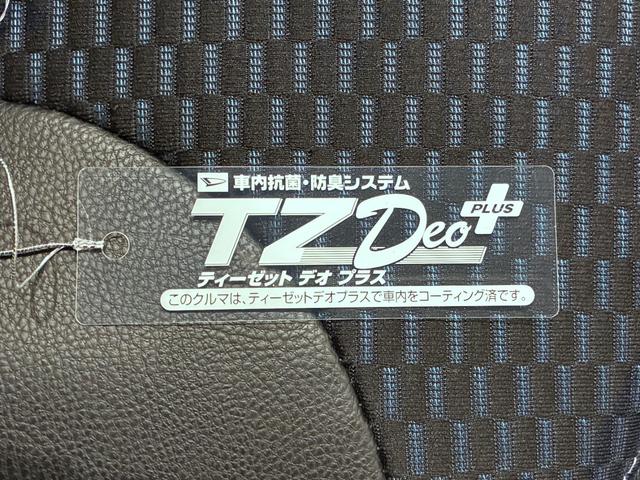 車内抗菌・防臭システム
TZ Deo PLUS
ティーゼット デオ プラス
このクルマは、ティーゼットデオプラスで車内をコーティング済です。